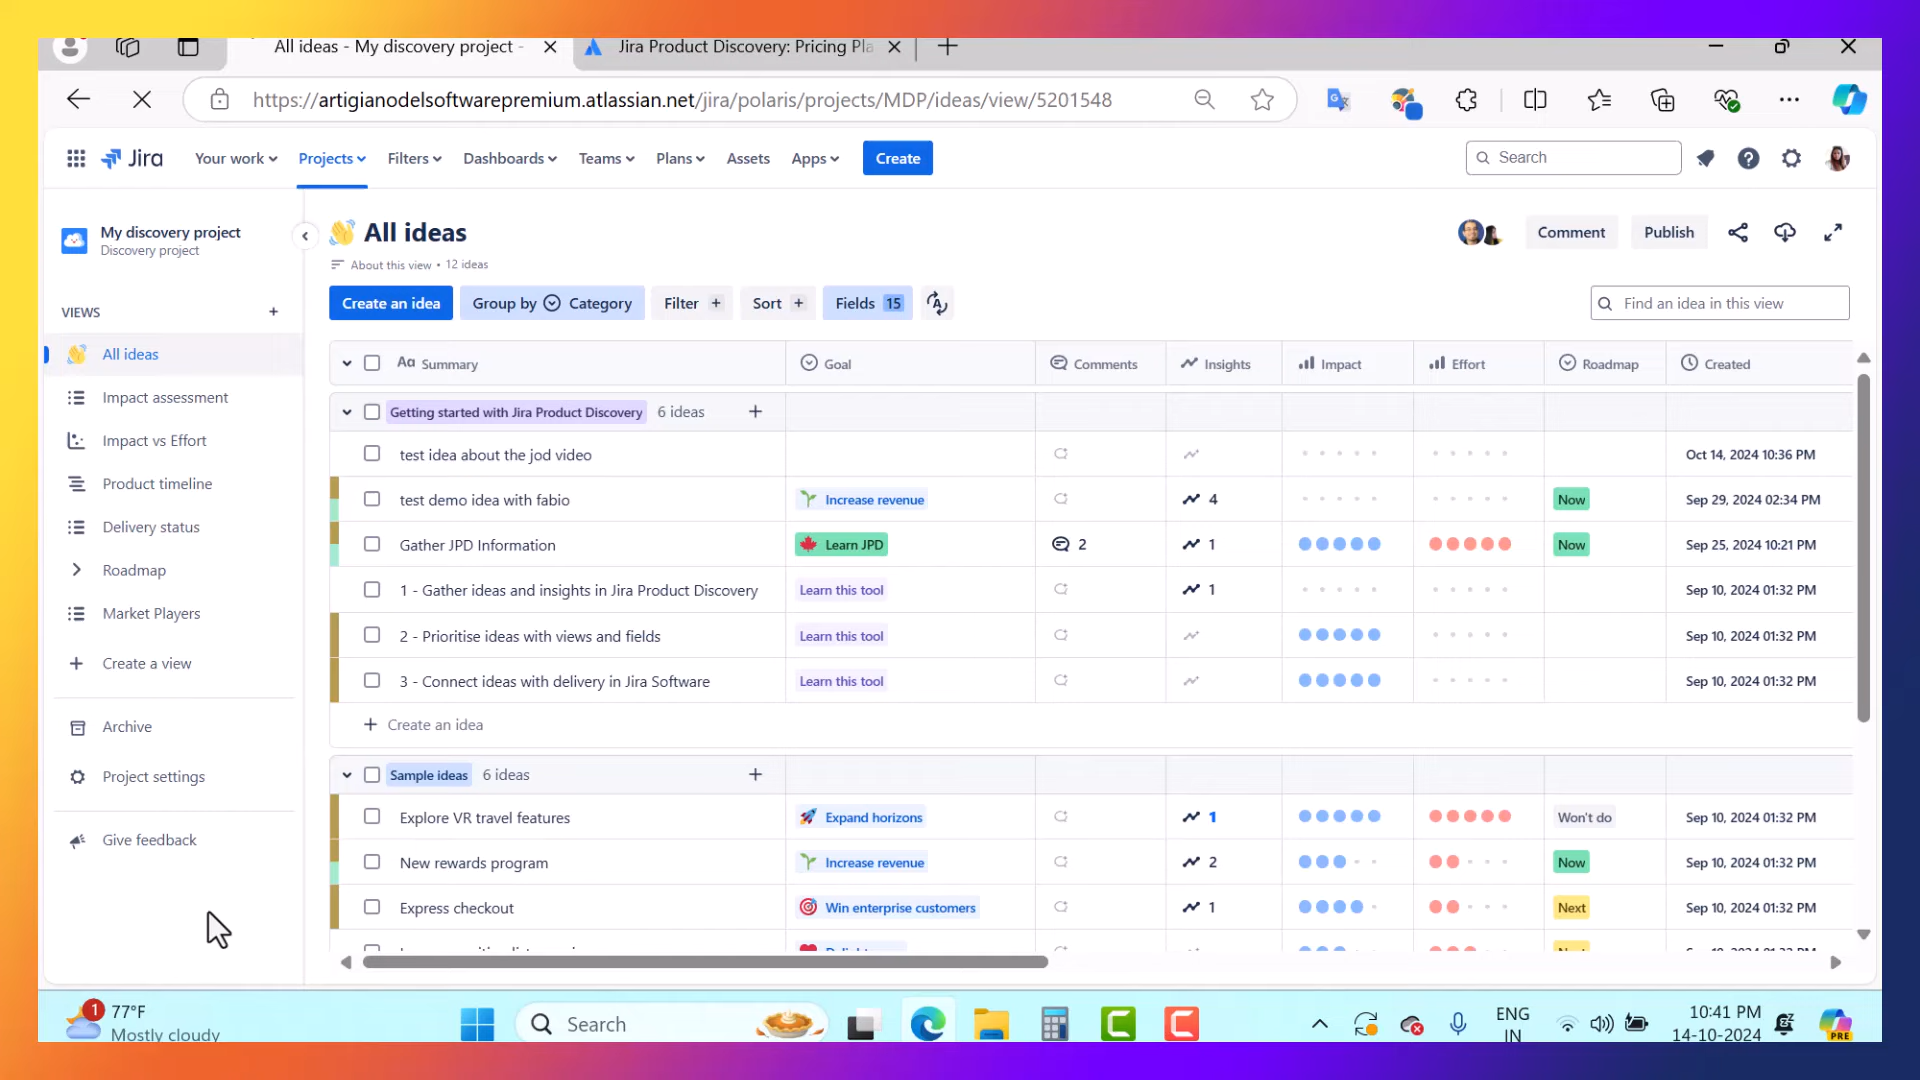 All ideas - My discovery project -
Jira Product Discovery: Pricing Pla
https://artigianodelsoftwarepremium.atlassian.net/jira/polaris/projects/MDP/ideas/view/5201548
Jira
Your work
Projects
Filters
Dashboards
Teams
Plans
Assets
Apps
Create
Search
My discovery project
Discovery project
VIEWS
All ideas
Impact assessment
Impact vs Effort
Product timeline
Delivery status
Roadmap
Market Players
Create a view
Archive
Project settings
Give feedback
All ideas
About this view • 12 ideas
Comment
Publish
Create an idea
Group by Category
Filter
Sort
Fields 15
Find an idea in this view
Aa Summary
Goal
Comments
Insights
Impact
Effort
Roadmap
Created
Getting started with Jira Product Discovery 6 ideas
test idea about the jod video
Oct 14, 2024 10:36 PM
test demo idea with fabio
Increase revenue
4
Now
Sep 29, 2024 02:34 PM
Gather JPD Information
Learn JPD
2
1
Now
Sep 25, 2024 10:21 PM
1 - Gather ideas and insights in Jira Product Discovery
Learn this tool
1
Sep 10, 2024 01:32 PM
2 - Prioritise ideas with views and fields
Learn this tool
Sep 10, 2024 01:32 PM
3 - Connect ideas with delivery in Jira Software
Learn this tool
Sep 10, 2024 01:32 PM
Create an idea
Sample ideas 6 ideas
Explore VR travel features
Expand horizons
1
Won't do
Sep 10, 2024 01:32 PM
New rewards program
Increase revenue
2
Now
Sep 10, 2024 01:32 PM
Express checkout
Win enterprise customers
1
Next
Sep 10, 2024 01:32 PM
1
77°F
Mostly cloudy
Search
ENG
IN
10:41 PM
14-10-2024
PRE